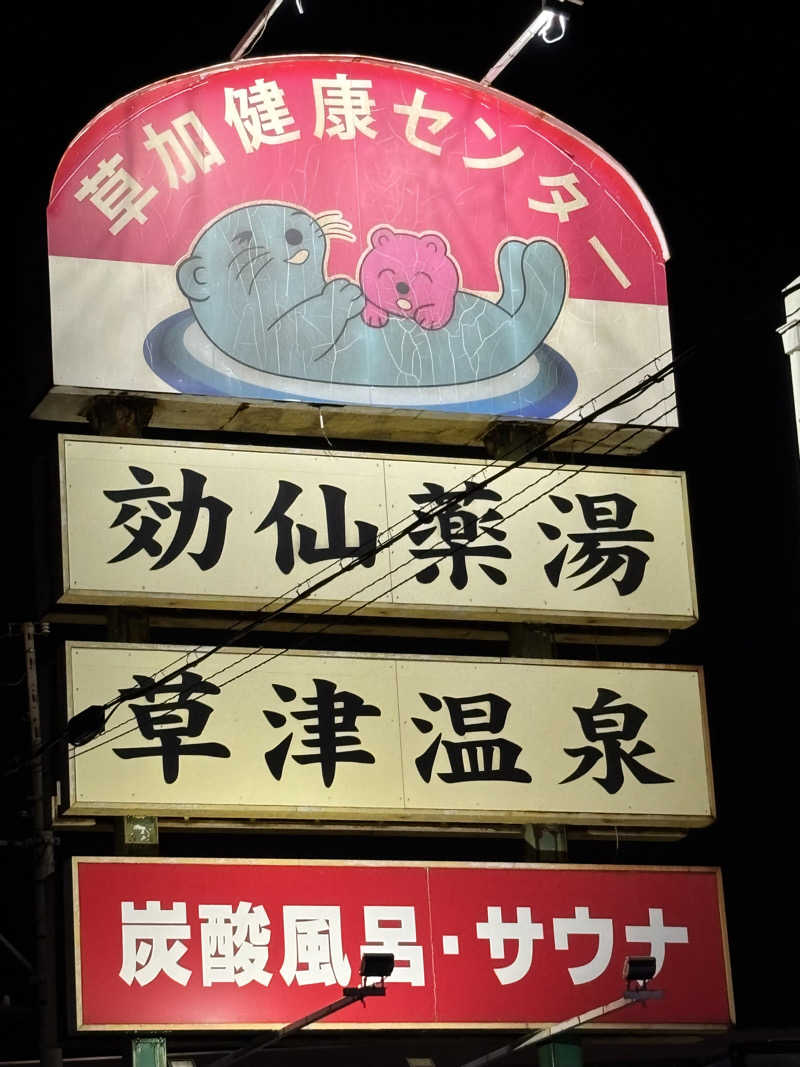 草加健康センター
効仙薬湯
草津温泉
炭酸風呂・サウナ